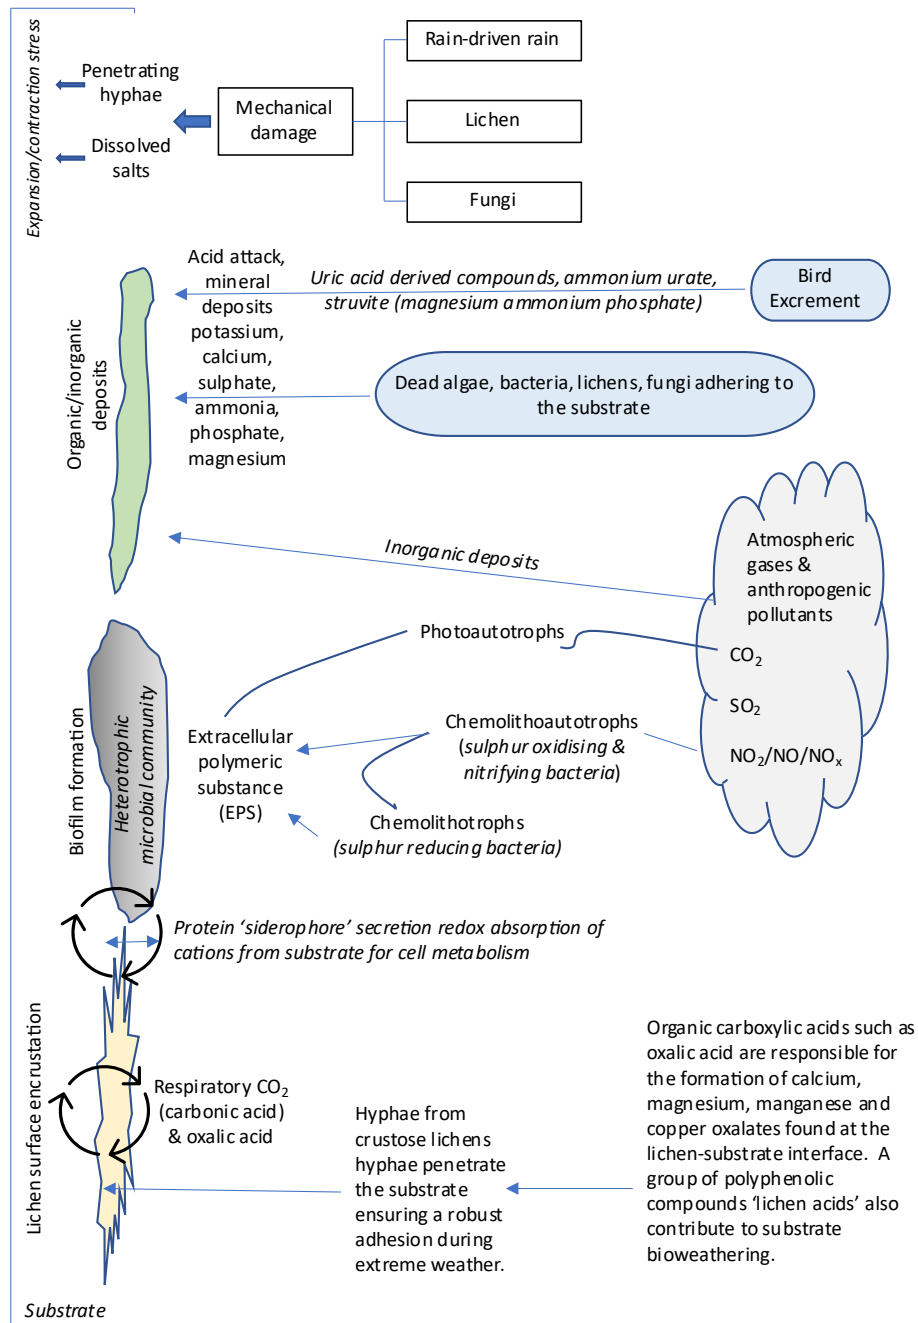 Expansion/contraction stress
Penetrating
hyphae
Dissolved
salts
Mechanical
damage
Rain-driven rain
Lichen
Fungi
Organic/inorganic
deposits
Acid attack,
mineral
deposits
potassium,
calcium,
sulphate,
ammonia,
phosphate,
magnesium
Uric acid derived compounds, ammonium urate,
struvite (magnesium ammonium phosphate)
Bird
Excrement
Dead algae, bacteria, lichens, fungi adhering to
the substrate
Inorganic deposits
Atmospheric
gases &
anthropogenic
pollutants
CO₂
SO₂
NO₂/NO/NOₓ
Photoautotrophs
Biofilm formation
Heterotrophic
microbial community
Extracellular
polymeric
substance
(EPS)
Chemolithoautotrophs
(sulphur oxidising &
nitrifying bacteria)
Chemolithotrophs
(sulphur reducing bacteria)
Protein ‘siderophore’ secretion redox absorption of
cations from substrate for cell metabolism
Lichen surface encrustation
Respiratory CO₂
(carbonic acid)
& oxalic acid
Hyphae from
crustose lichens
hyphae penetrate
the substrate
ensuring a robust
adhesion during
extreme weather.
Organic carboxylic acids such as
oxalic acid are responsible for
the formation of calcium,
magnesium, manganese and
copper oxalates found at the
lichen-substrate interface. A
group of polyphenolic
compounds ‘lichen acids’ also
contribute to substrate
bioweathering.
Substrate